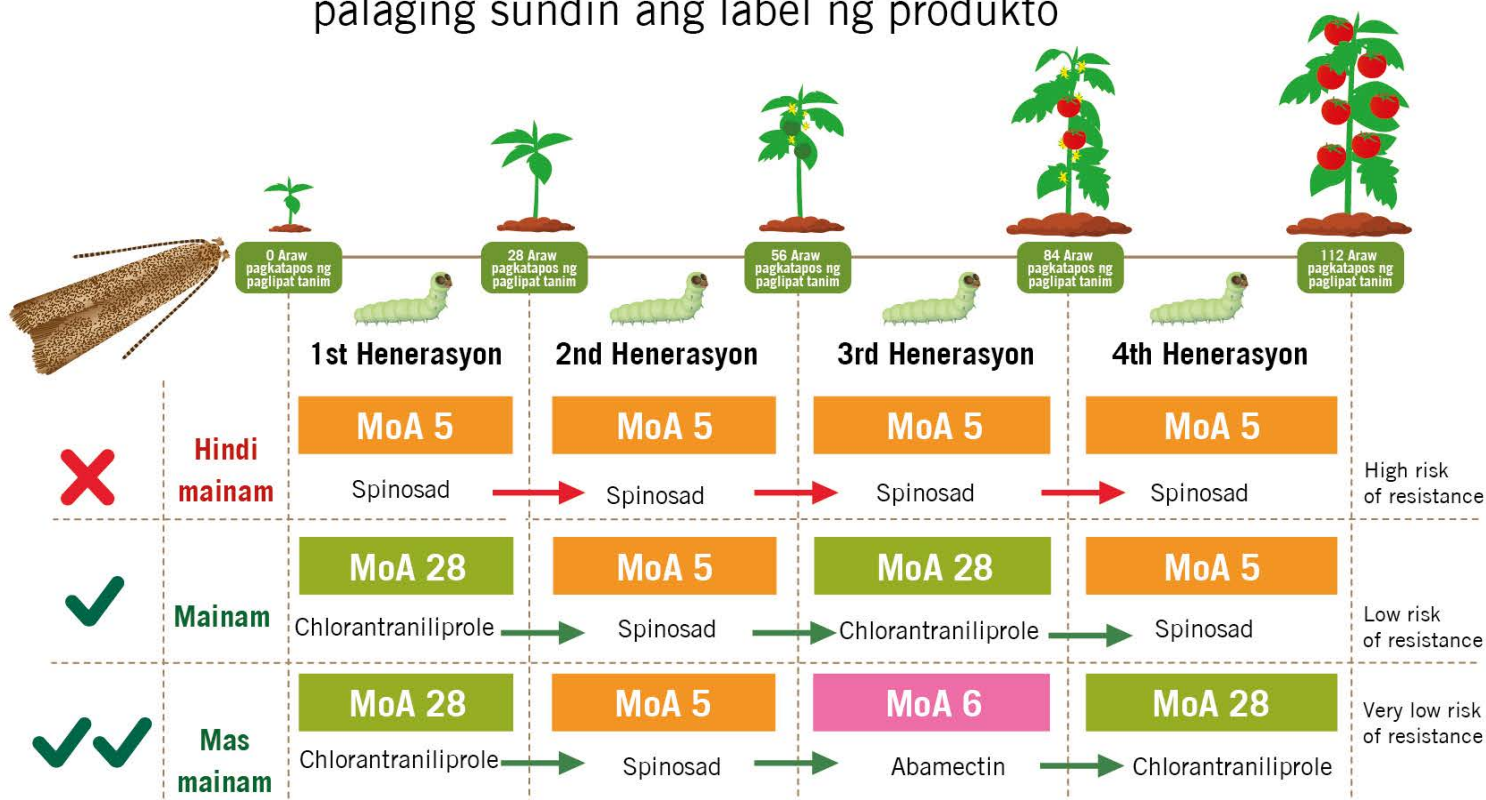 palaging sundin ang label ng produkto
0 Araw
pagkatapos ng
paglipat tanim
28 Araw
pagkatapos ng
paglipat tanim
56 Araw
pagkatapos ng
paglipat tanim
84 Araw
pagkatapos ng
paglipat tanim
112 Araw
pagkatapos ng
paglipat tanim
1st Henerasyon
2nd Henerasyon
3rd Henerasyon
4th Henerasyon
Hindi
mainam
MoA 5
MoA 5
MoA 5
MoA 5
Spinosad
Spinosad
Spinosad
Spinosad
High risk
of resistance
Mainam
MoA 28
MoA 5
MoA 28
MoA 5
Chlorantraniliprole
Spinosad
Chlorantraniliprole
Spinosad
Low risk
of resistance
Mas
mainam
MoA 28
MoA 5
MoA 6
MoA 28
Chlorantraniliprole
Spinosad
Abamectin
Chlorantraniliprole
Very low risk
of resistance